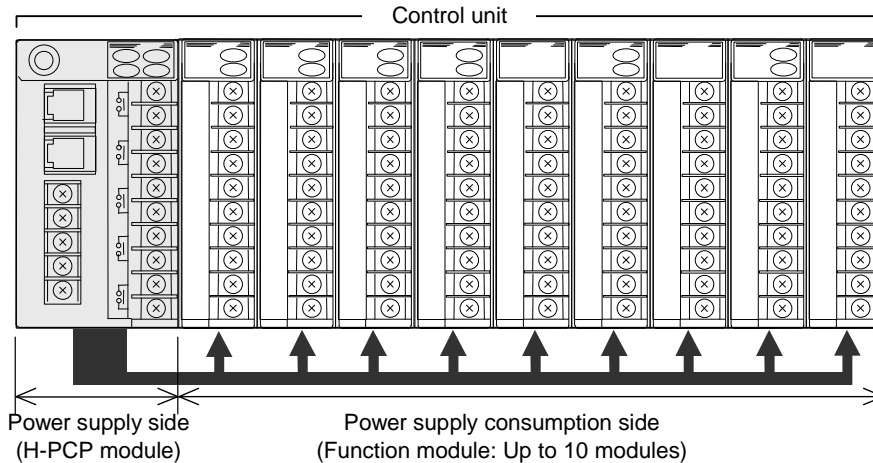 Control unit
Power supply side
(H-PCP module)
Power supply consumption side
(Function module: Up to 10 modules)